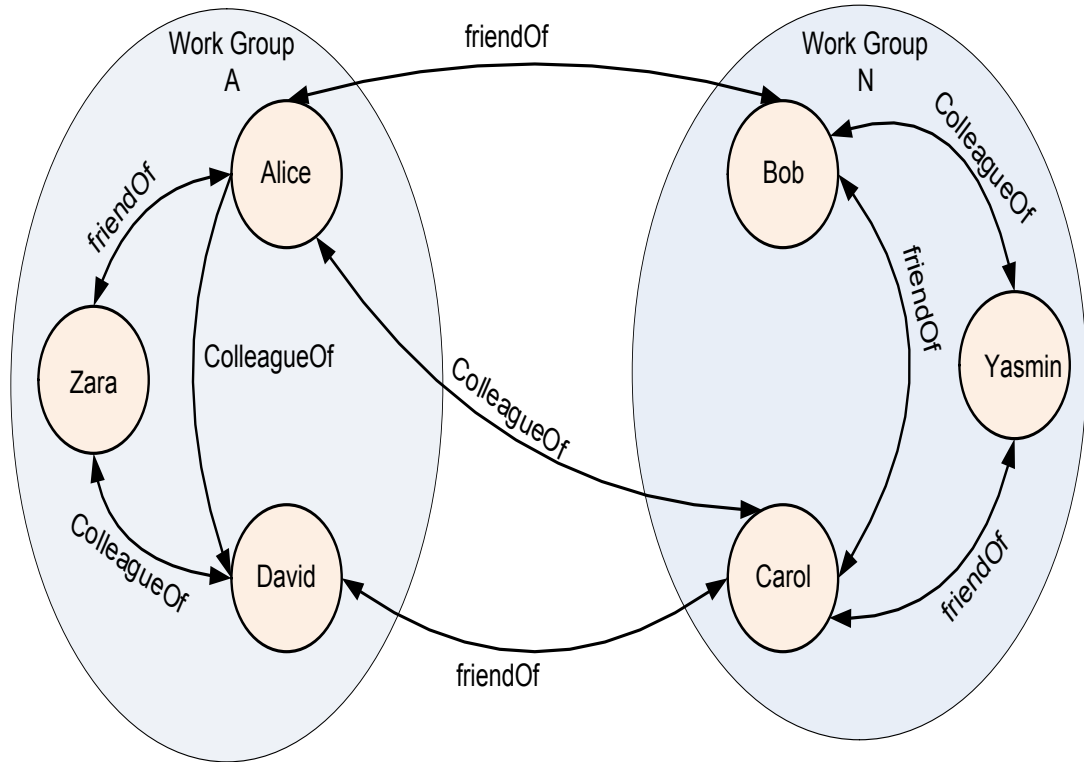 friendOf
Work Group
A
Work Group
N
Alice
Bob
ColleagueOf
friendOf
friendOf
ColleagueOf
Zara
ColleagueOf
Yasmin
ColleagueOf
David
Carol
friendOf
friendOf